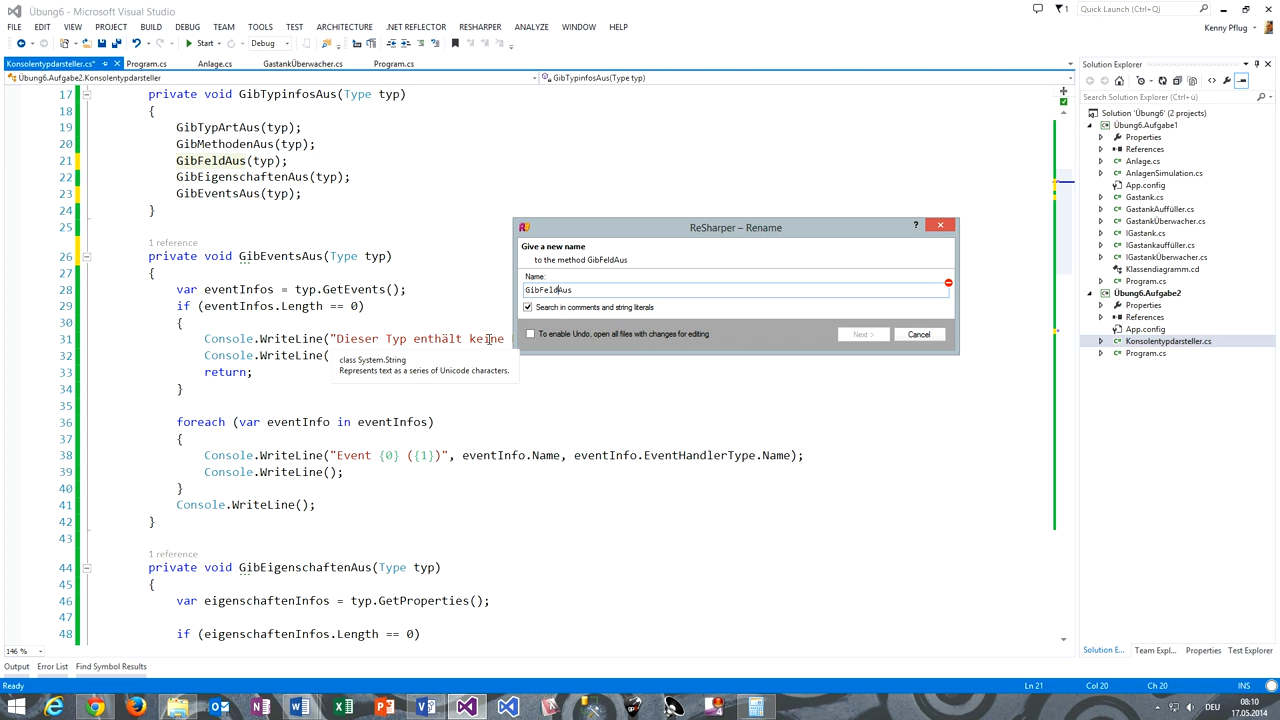 Übung6 - Microsoft Visual Studio
Quick Launch (Ctrl+Q)
FILE EDIT VIEW PROJECT BUILD DEBUG TEAM TOOLS TEST ARCHITECTURE .NET REFLECTOR RESHARPER ANALYZE WINDOW HELP
Kenny Pflug
Start Debug
Konsolentypdarsteller.cs* Program.cs Anlage.cs GastankÜberwacher.cs Program.cs
Übung6.Aufgabe2.Konsolentypdarsteller GibTypinfosAus(Type typ)
17 private void GibTypinfosAus(Type typ)
18 {
19 GibTypArtAus(typ);
20 GibMethodenAus(typ);
21 GibFeldAus(typ);
22 GibEigenschaftenAus(typ);
23 GibEventsAus(typ);
24 }
25
1 reference
26 private void GibEventsAus(Type typ)
27 {
28 var eventInfos = typ.GetEvents();
29 if (eventInfos.Length == 0)
30 {
31 Console.WriteLine("Dieser Typ enthält keine
32 Console.WriteLine(
33 return;
34 }
35
36 foreach (var eventInfo in eventInfos)
37 {
38 Console.WriteLine("Event {0} ({1})", eventInfo.Name, eventInfo.EventHandlerType.Name);
39 Console.WriteLine();
40 }
41 Console.WriteLine();
42 }
43
1 reference
44 private void GibEigenschaftenAus(Type typ)
45 {
46 var eigenschaftenInfos = typ.GetProperties();
47
48 if (eigenschaftenInfos.Length == 0)
class System.String
Represents text as a series of Unicode characters.
ReSharper – Rename
Give a new name
to the method GibFeldAus
Name:
GibFeldAus
Search in comments and string literals
To enable Undo, open all files with changes for editing
Next > Cancel
Solution Explorer
Search Solution Explorer (Ctrl+ü)
Solution 'Übung6' (2 projects)
Übung6.Aufgabe1
Properties
References
Anlage.cs
AnlagenSimulation.cs
App.config
Gastank.cs
GastankAuffüller.cs
GastankÜberwacher.cs
IGastank.cs
IGastankauffüller.cs
IGastankÜberwacher.cs
Klassendiagramm.cd
Program.cs
Übung6.Aufgabe2
Properties
References
App.config
Konsolentypdarsteller.cs
Program.cs
146 %
Solution E... Team Expl... Properties Test Explorer
Output Error List Find Symbol Results
Ready Ln 21 Col 20 Ch 20 INS
DEU
08:10
17.05.2014